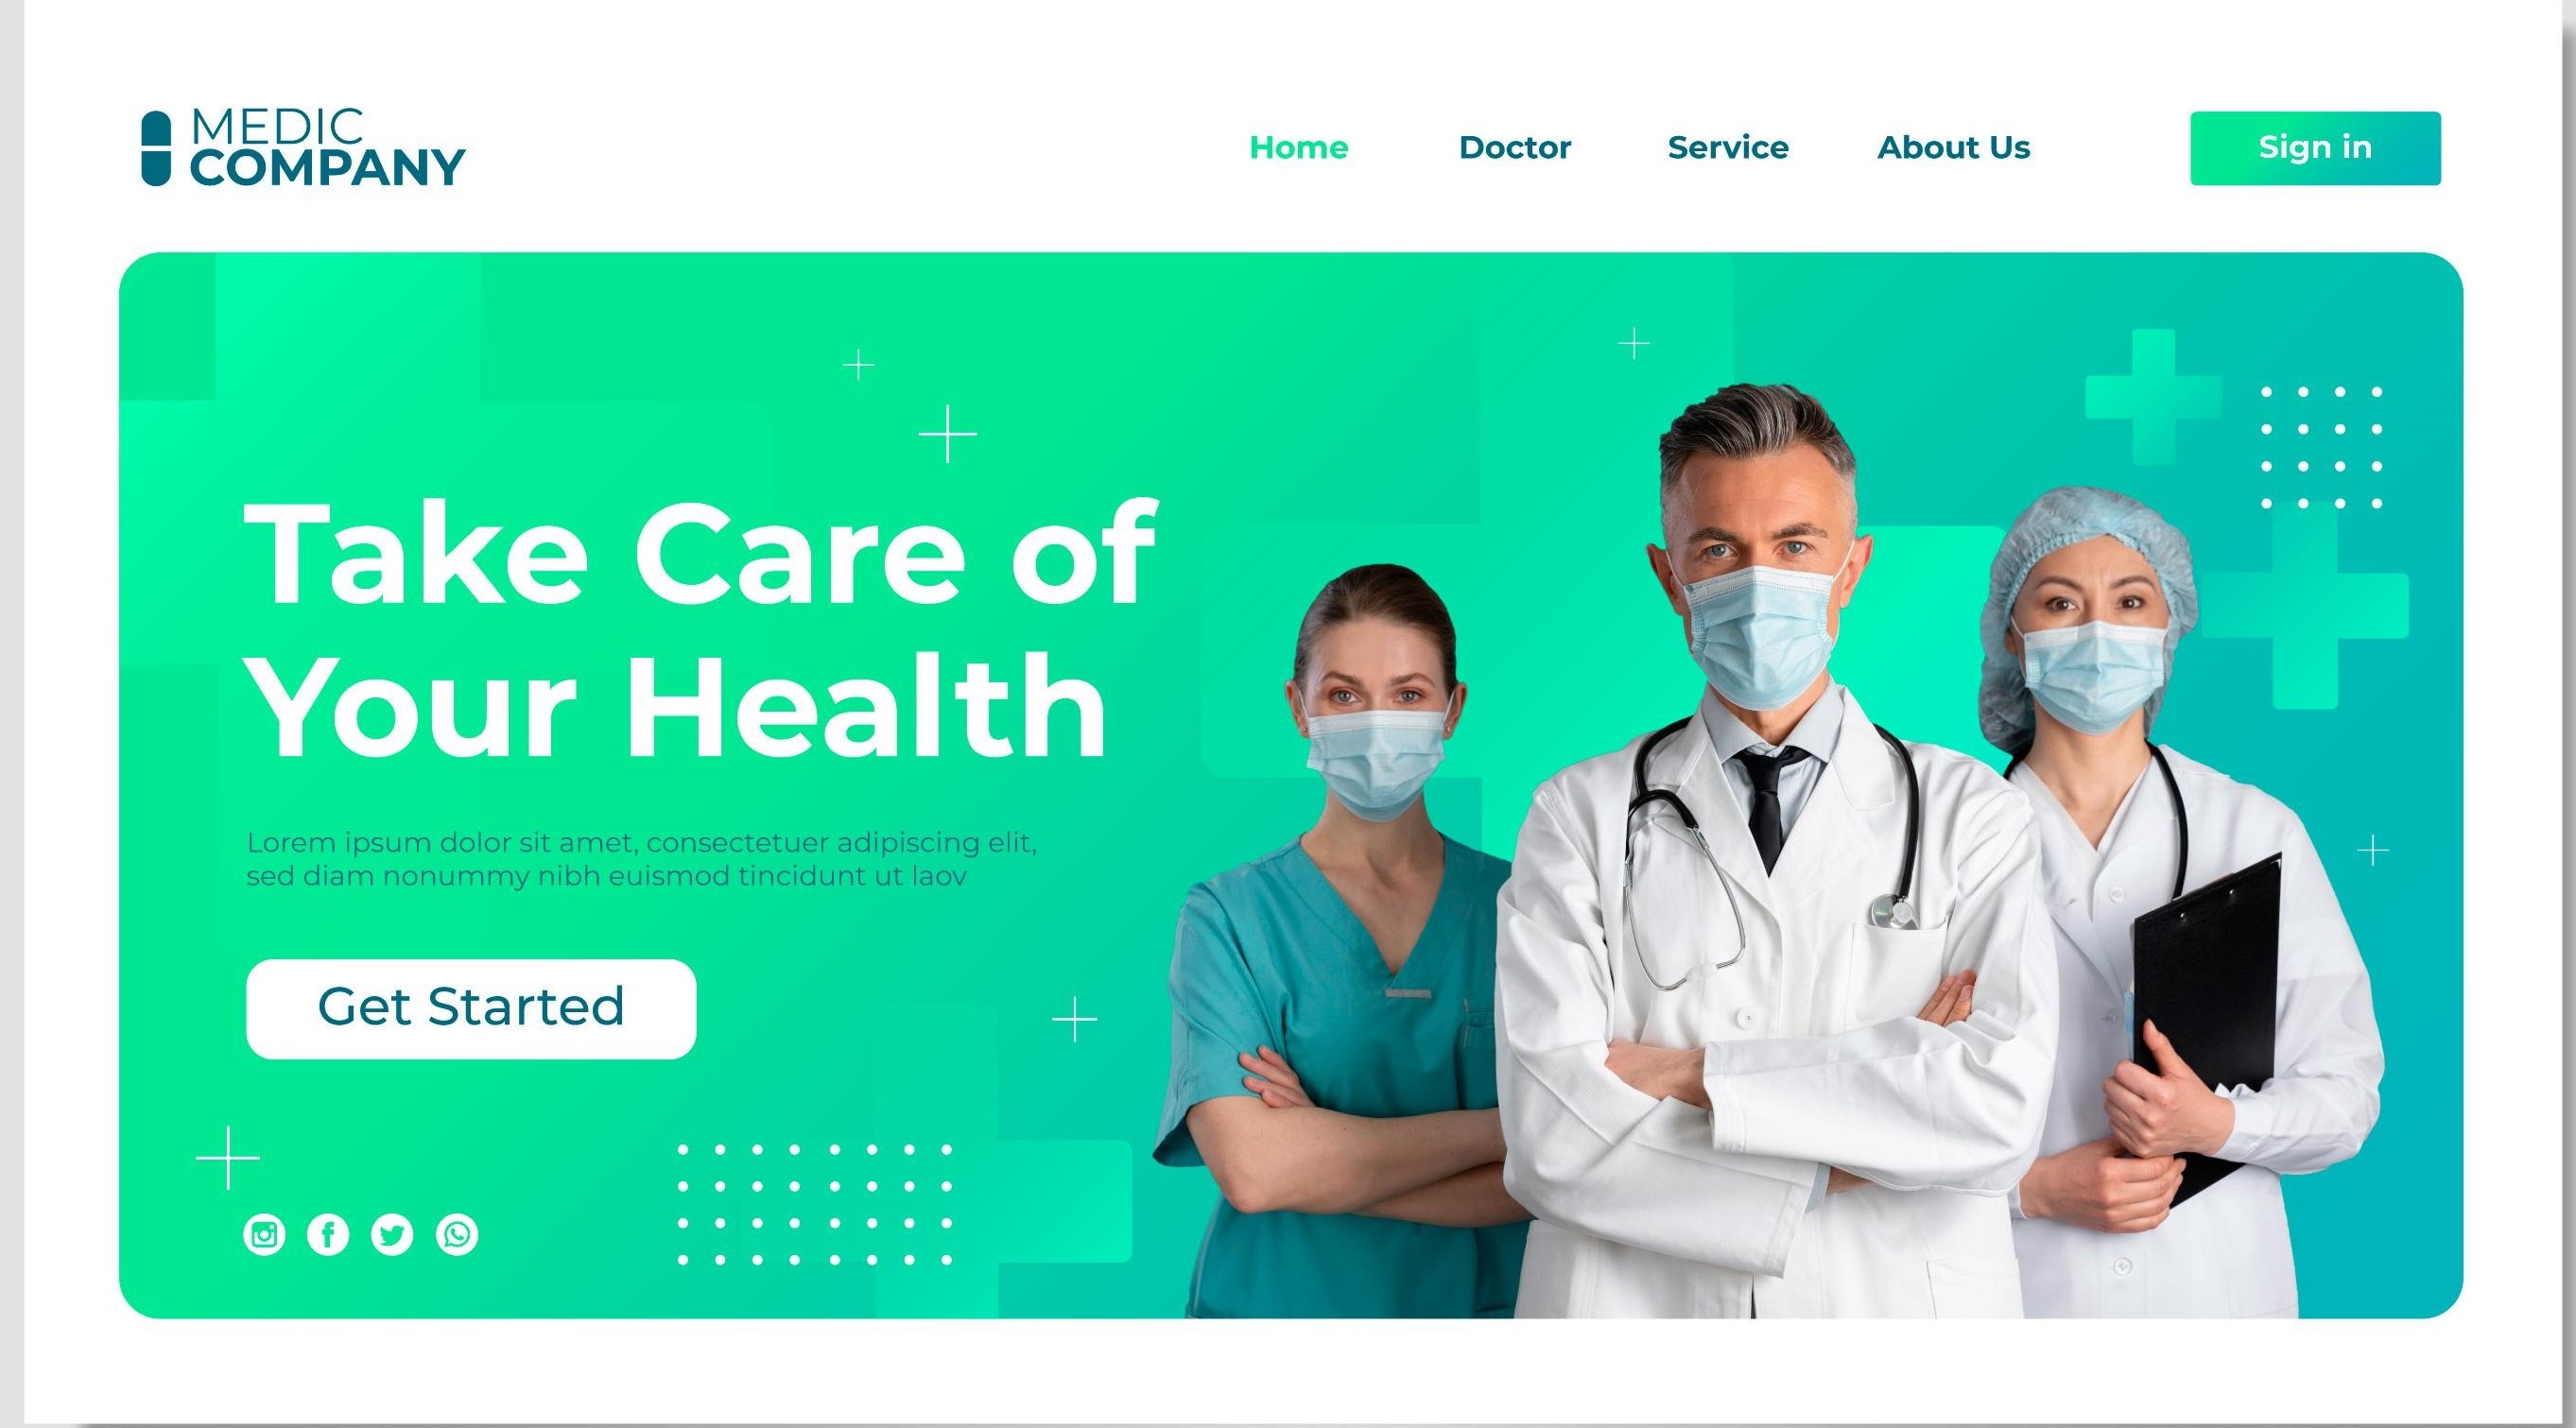 MEDIC
COMPANY
Home Doctor Service About Us Sign in
Take Care of
Your Health
Lorem ipsum dolor sit amet, consectetuer adipiscing elit,
sed diam nonummy nibh euismod tincidunt ut laov
Get Started